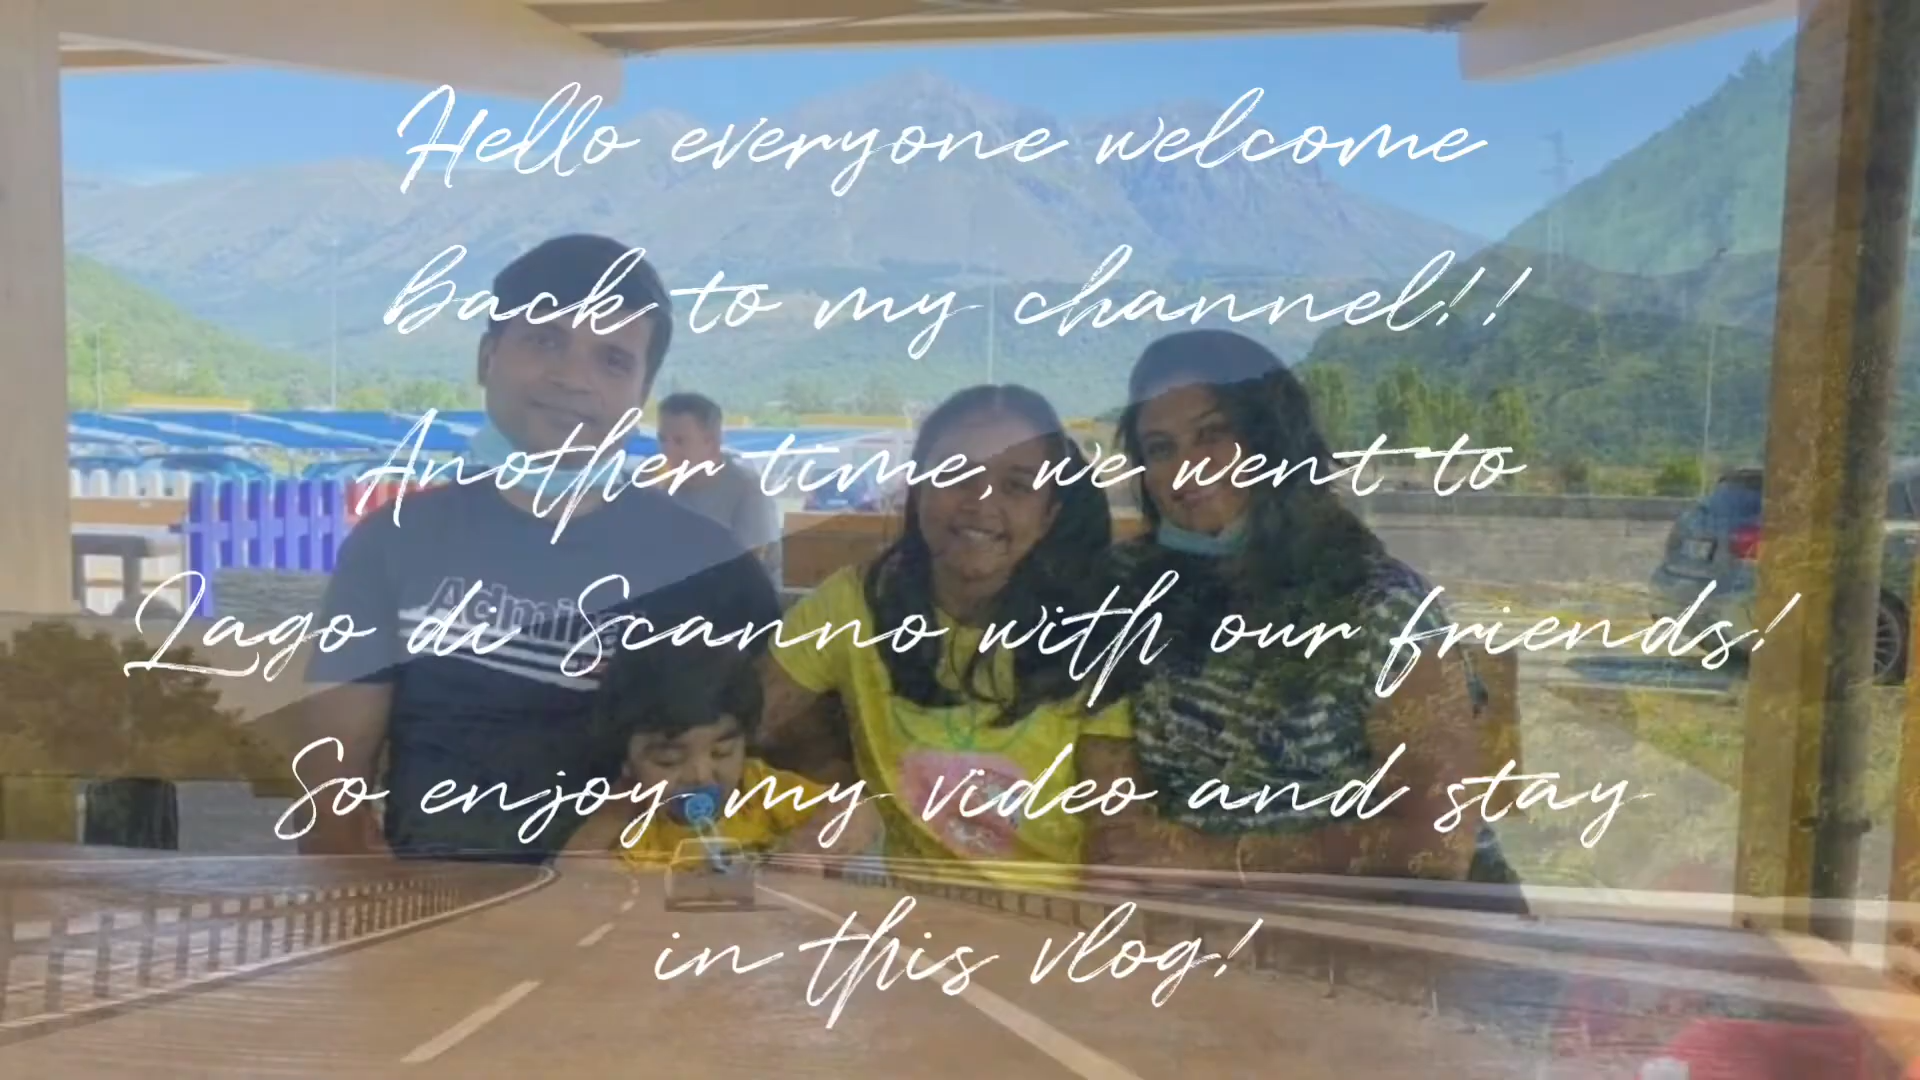 Hello everyone welcome
back to my channel!!
Another time, we went to
Lago di Scanno with our friends!
So enjoy my video and stay
in this vlog!